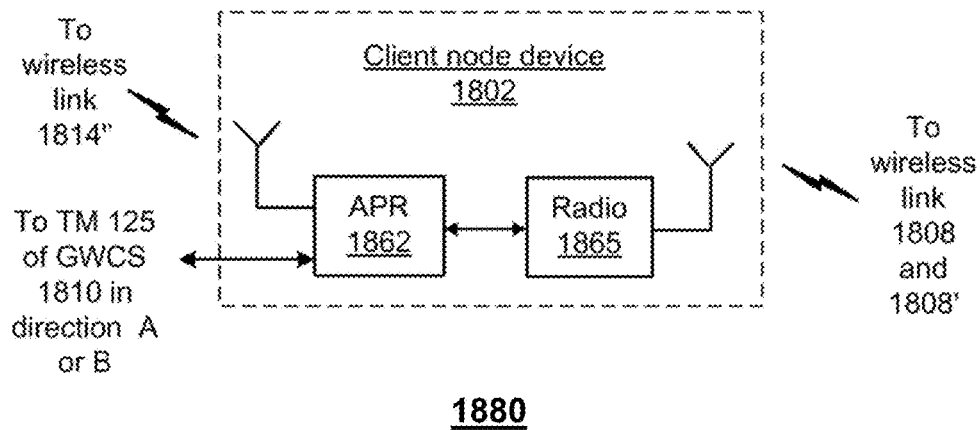 To
wireless
link
1814"
To TM 125
of GWCS
1810 in
direction A
or B
Client node device
1802
APR
1862
Radio
1865
To
wireless
link
1808
and
1808'
1880